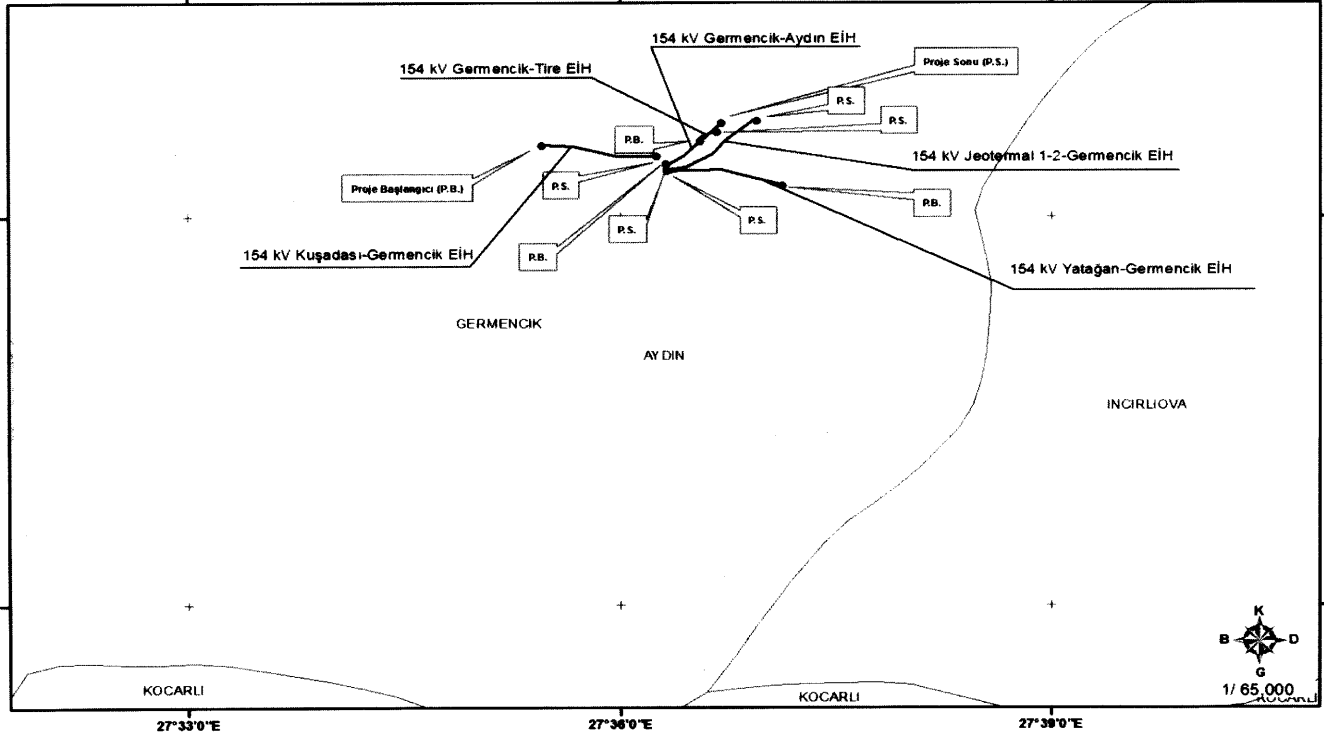 154 kV Germencik-Aydın EİH
154 kV Germencik-Tire EİH
Proje Sonu (P.S.)
P.S.
P.S.
P.B.
154 kV Jeotermal 1-2-Germencik EİH
Proje Başlangıcı (P.B.)
P.S.
P.B.
P.S.
P.S.
P.B.
154 kV Kuşadası-Germencik EİH
154 kV Yatağan-Germencik EİH
GERMENCIK
AYDIN
INCIRLIOVA
K
B
D
G
1/ 65,000
KOCARLI
KOCARLI
KOCARLI
27°33'0"E
27°36'0"E
27°39'0"E